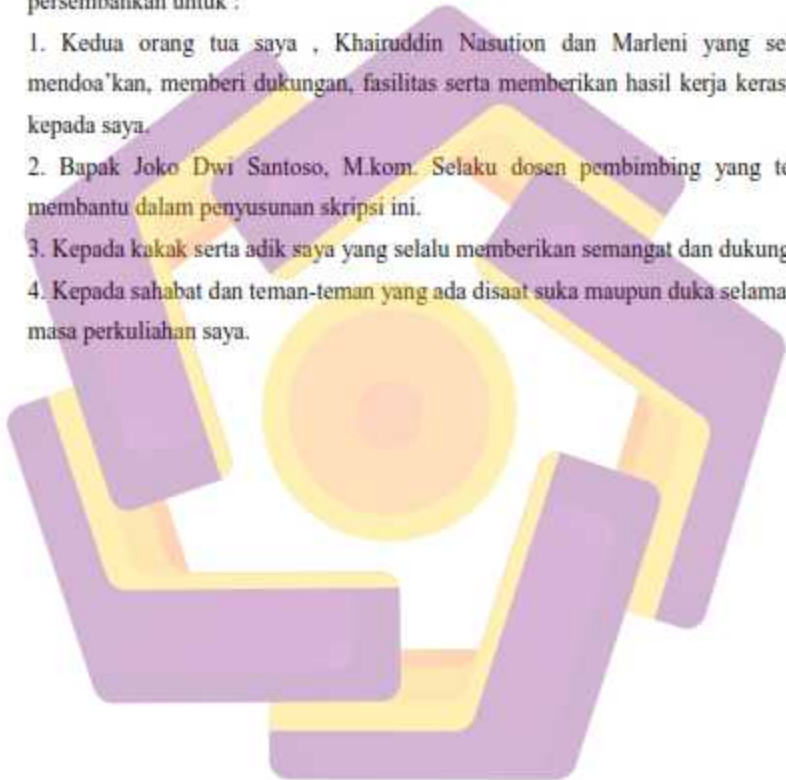 persembahkan untuk :
1. Kedua orang tua saya , Khairuddin Nasution dan Marleni yang se
mendoa’kan, memberi dukungan, fasilitas serta memberikan hasil kerja keras
kepada saya.
2. Bapak Joko Dwi Santoso, M.kom. Selaku dosen pembimbing yang te
membantu dalam penyusunan skripsi ini.
3. Kepada kakak serta adik saya yang selalu memberikan semangat dan dukung
4. Kepada sahabat dan teman-teman yang ada disaat suka maupun duka selama
masa perkuliahan saya.